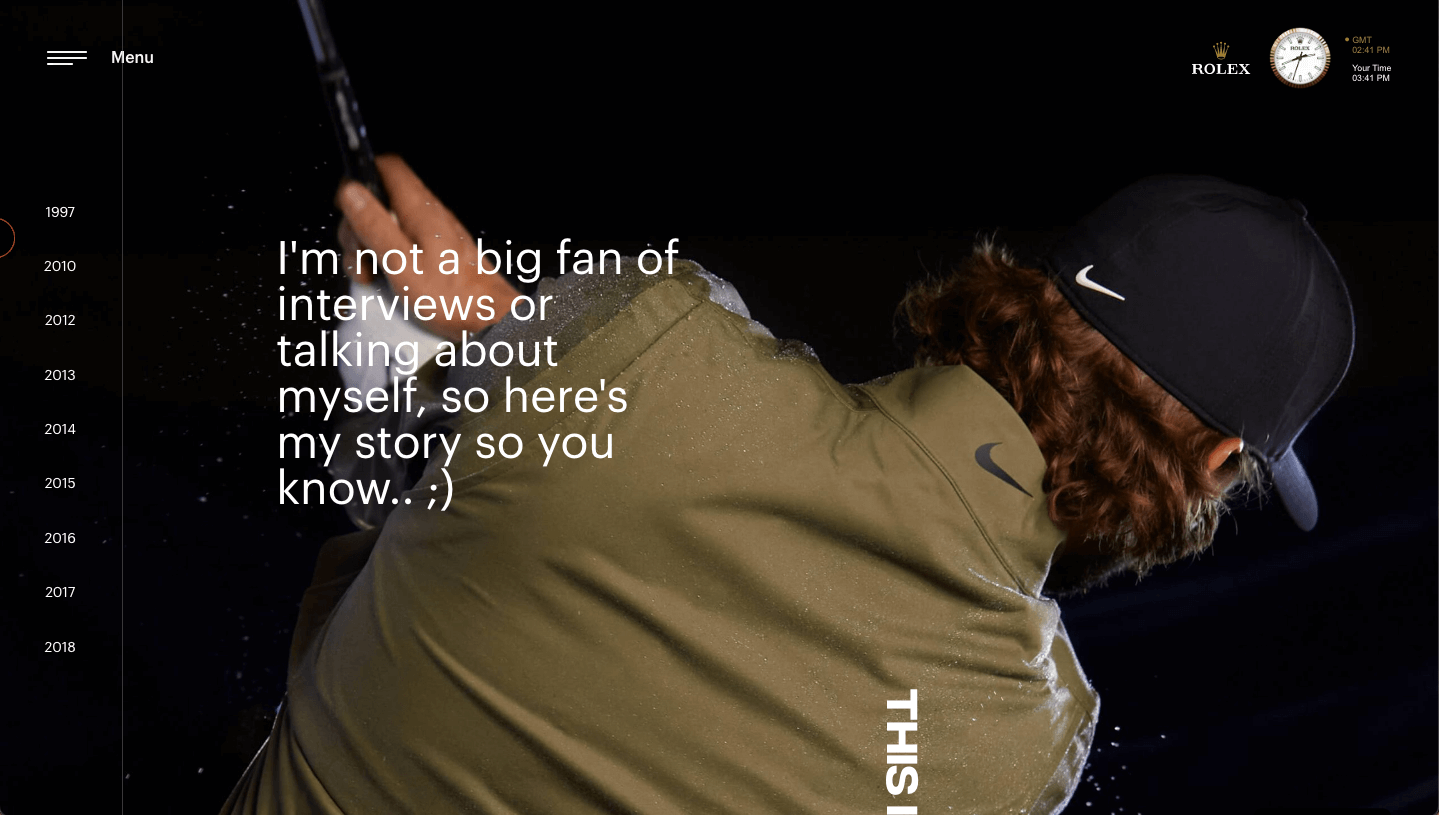 Menu
ROLEX
ROLEX
GMT
02:41 PM
Your Time
03:41 PM
1997
2010
2012
2013
2014
2015
2016
2017
2018
I'm not a big fan of
interviews or
talking about
myself, so here's
my story so you
know.. ;)
THIS